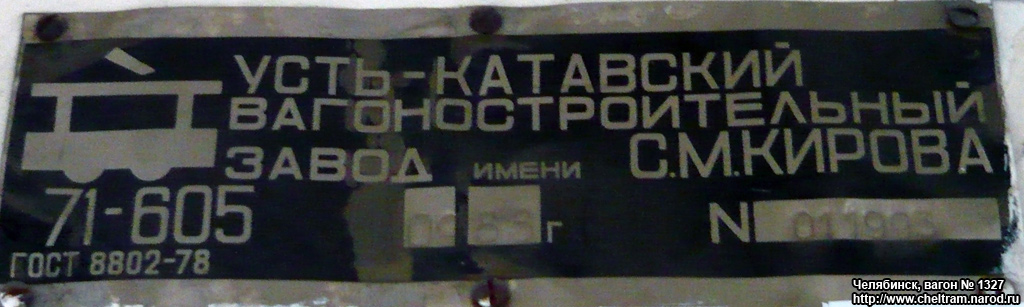 УСТЬ-КАТАВСКИЙ
ВАГОНОСТРОИТЕЛЬНЫЙ
ЗАВОД ИМЕНИ С.М.КИРОВА
71-605 г N
ГОСТ 8802-78
Челябинск, вагон № 1327
http://www.cheltram.narod.ru